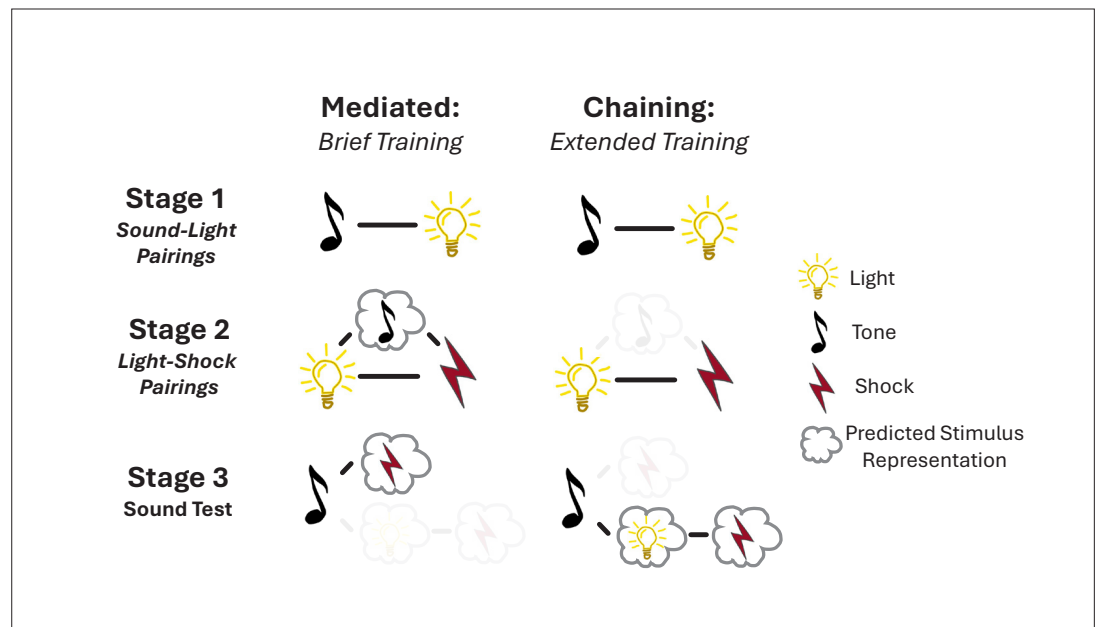 Mediated:
Brief Training
Chaining:
Extended Training
Stage 1
Sound-Light
Pairings
Stage 2
Light-Shock
Pairings
Stage 3
Sound Test
Light
Tone
Shock
Predicted Stimulus
Representation